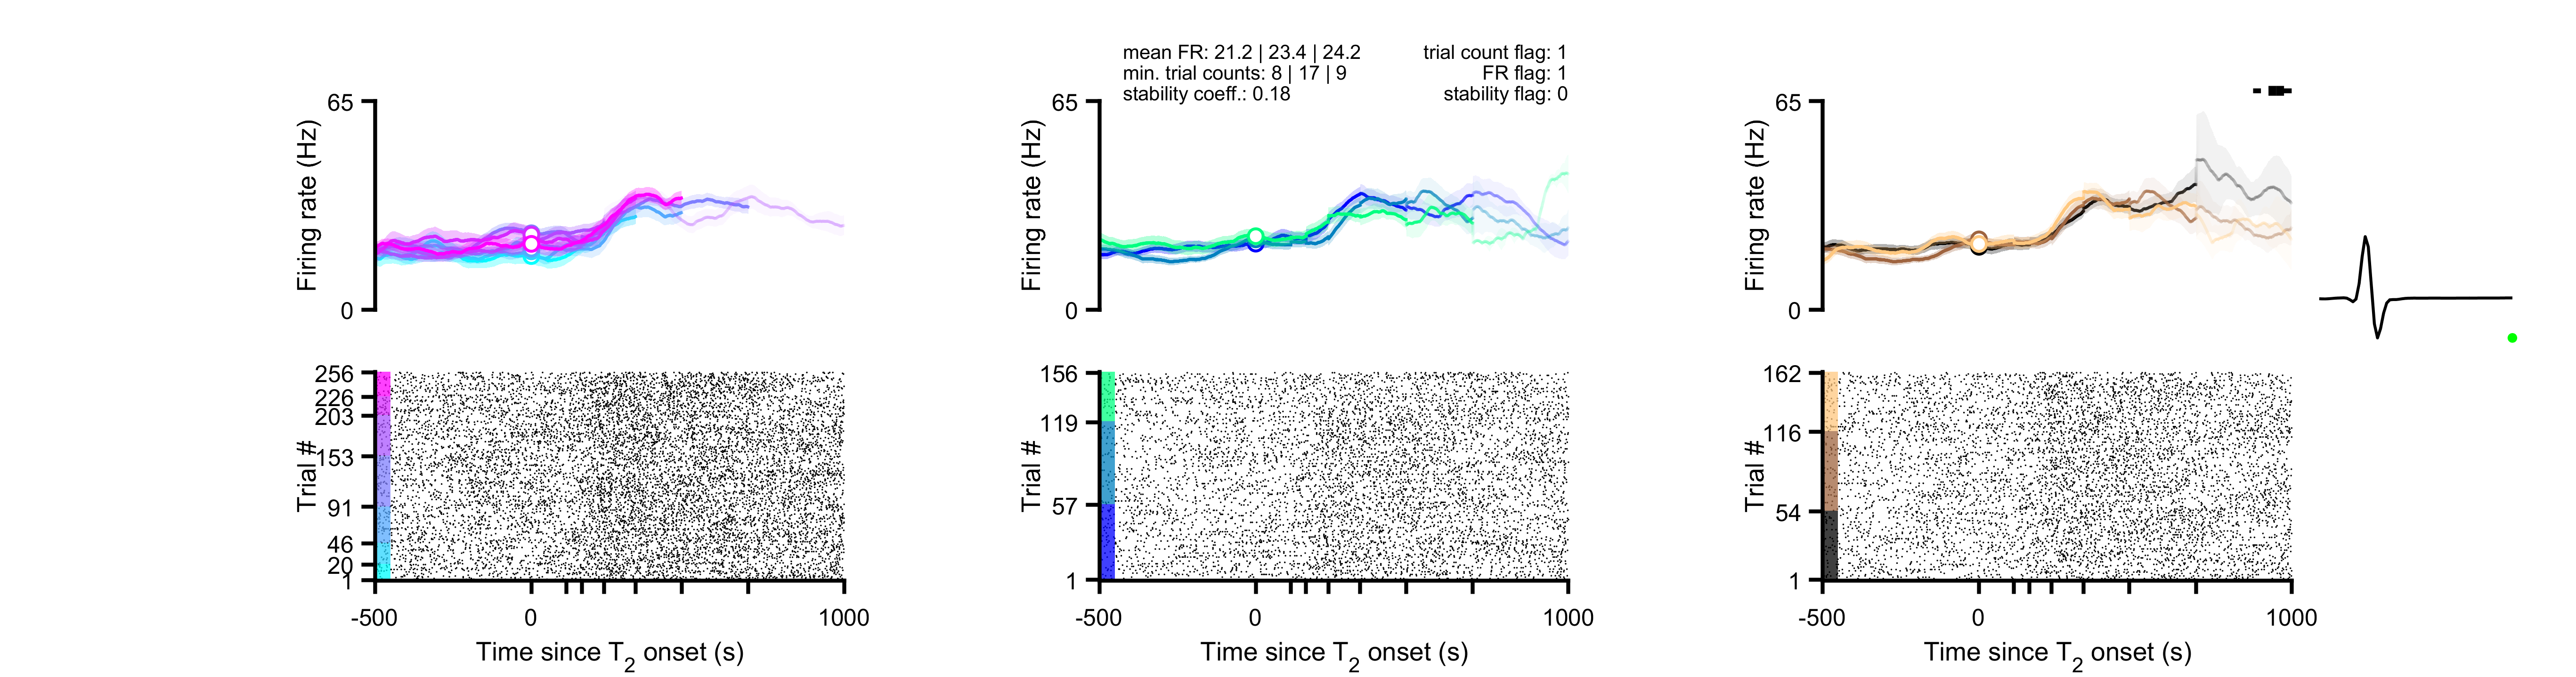 mean FR: 21.2 | 23.4 | 24.2
min. trial counts: 8 | 17 | 9
stability coeff.: 0.18
trial count flag: 1
FR flag: 1
stability flag: 0
65
Firing rate (Hz)
0
256
226
203
153
91
46
20
1
Trial #
-500
0
1000
Time since T2 onset (s)
65
Firing rate (Hz)
0
156
119
57
1
Trial #
-500
0
1000
Time since T2 onset (s)
65
Firing rate (Hz)
0
162
116
54
1
Trial #
-500
0
1000
Time since T2 onset (s)